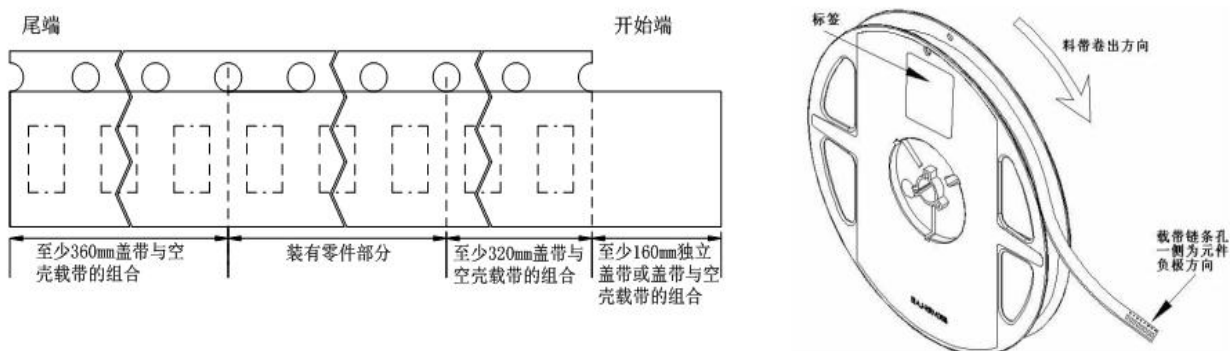 尾端
开始端
至少360mm盖带与空
壳载带的组合
装有零件部分
至少320mm盖带与
空壳载带的组合
至少160mm独立
盖带或盖带与空
壳载带的组合
标签
料带卷出方向
载带链条孔
一侧为元件
负极方向